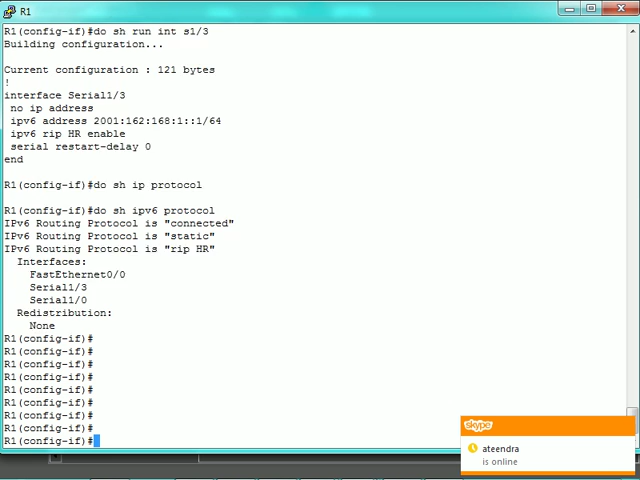 R1
R1(config-if)#do sh run int s1/3
Building configuration...
Current configuration : 121 bytes
!
interface Serial1/3
no ip address
ipv6 address 2001:162:168:1::1/64
ipv6 rip HR enable
serial restart-delay 0
end
R1(config-if)#do sh ip protocol
R1(config-if)#do sh ipv6 protocol
IPv6 Routing Protocol is "connected"
IPv6 Routing Protocol is "static"
IPv6 Routing Protocol is "rip HR"
Interfaces:
FastEthernet0/0
Serial1/3
Serial1/0
Redistribution:
None
R1(config-if)#
R1(config-if)#
R1(config-if)#
R1(config-if)#
R1(config-if)#
R1(config-if)#
R1(config-if)#
R1(config-if)#
R1(config-if)#
skype
ateendra
is online